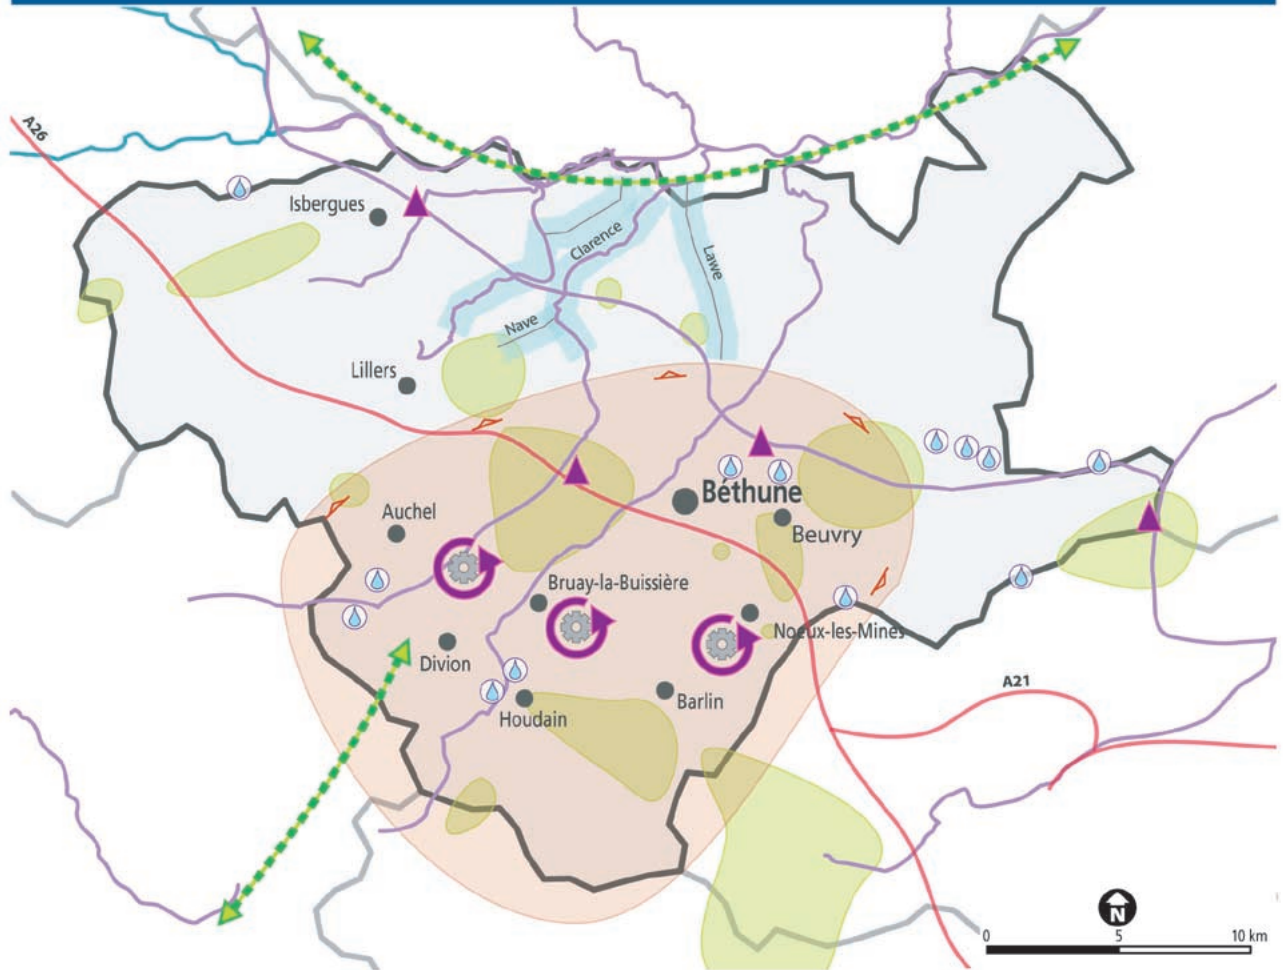 A26
Isbergues
Clarence
Lawe
Nave
Lillers
Béthune
Auchel
Beuvry
Bruay-la-Buissière
Noeux-les-Mines
Divion
Barlin
A21
Houdain
N
0 5 10 km